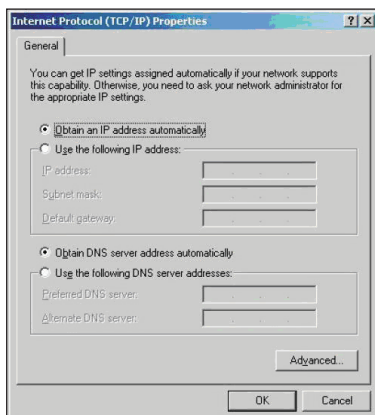 Internet Protocol (TCP/IP) Properties
General
You can get IP settings assigned automatically if your network supports
this capability. Otherwise, you need to ask your network administrator for
the appropriate IP settings.
Obtain an IP address automatically
Use the following IP address:
IP address:
Subnet mask:
Default gateway:
Obtain DNS server address automatically
Use the following DNS server addresses:
Preferred DNS server:
Alternate DNS server:
Advanced...
OK Cancel